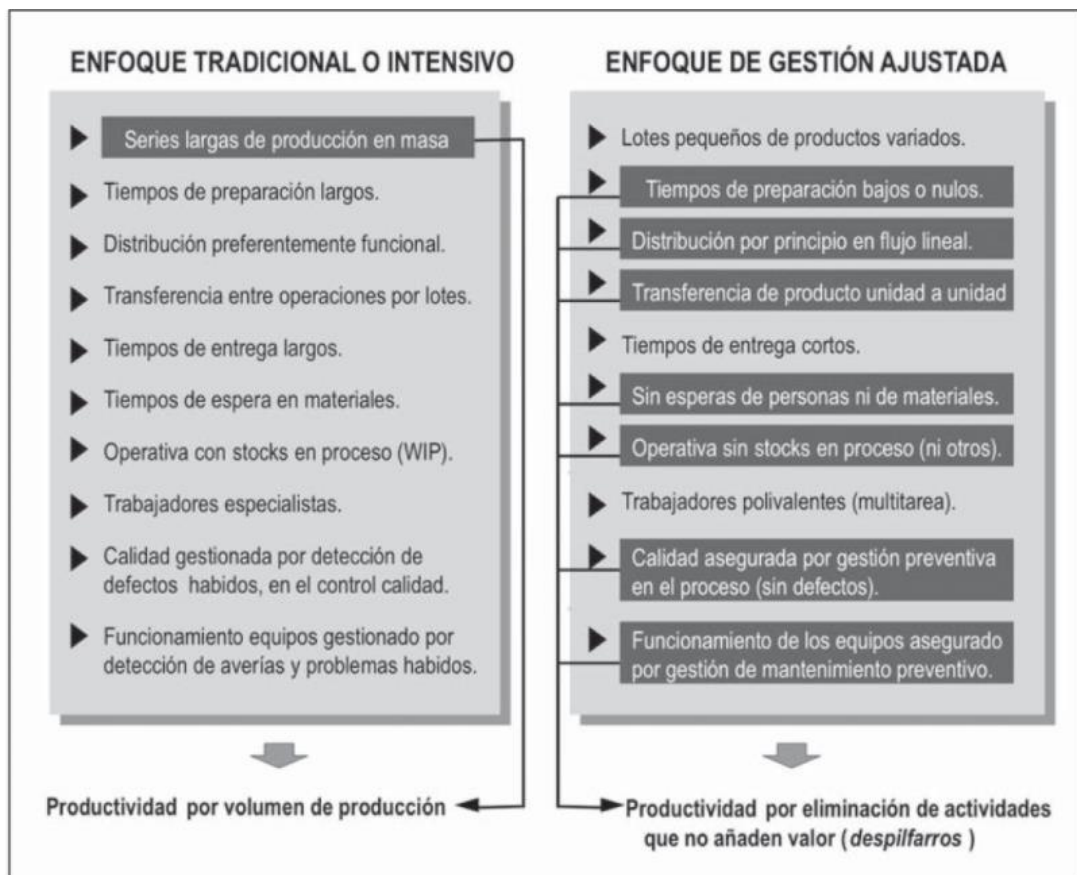 ENFOQUE TRADICIONAL O INTENSIVO
Series largas de producción en masa
Tiempos de preparación largos.
Distribución preferentemente funcional.
Transferencia entre operaciones por lotes.
Tiempos de entrega largos.
Tiempos de espera en materiales.
Operativa con stocks en proceso (WIP).
Trabajadores especialistas.
Calidad gestionada por detección de
defectos habidos, en el control calidad.
Funcionamiento equipos gestionado por
detección de averías y problemas habidos.
Productividad por volumen de producción
ENFOQUE DE GESTIÓN AJUSTADA
Lotes pequeños de productos variados.
Tiempos de preparación bajos o nulos.
Distribución por principio en flujo lineal.
Transferencia de producto unidad a unidad
Tiempos de entrega cortos.
Sin esperas de personas ni de materiales.
Operativa sin stocks en proceso (ni otros).
Trabajadores polivalentes (multitarea).
Calidad asegurada por gestión preventiva
en el proceso (sin defectos).
Funcionamiento de los equipos asegurado
por gestión de mantenimiento preventivo.
Productividad por eliminación de actividades
que no añaden valor (despilfarros )